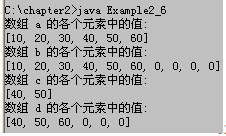 C:\chapter2>java Example2_6
数组 a 的各个元素中的值:
[10, 20, 30, 40, 50, 60]
数组 b 的各个元素中的值:
[10, 20, 30, 40, 50, 60, 0, 0, 0, 0]
数组 c 的各个元素中的值:
[40, 50]
数组 d 的各个元素中的值:
[40, 50, 60, 0, 0, 0]